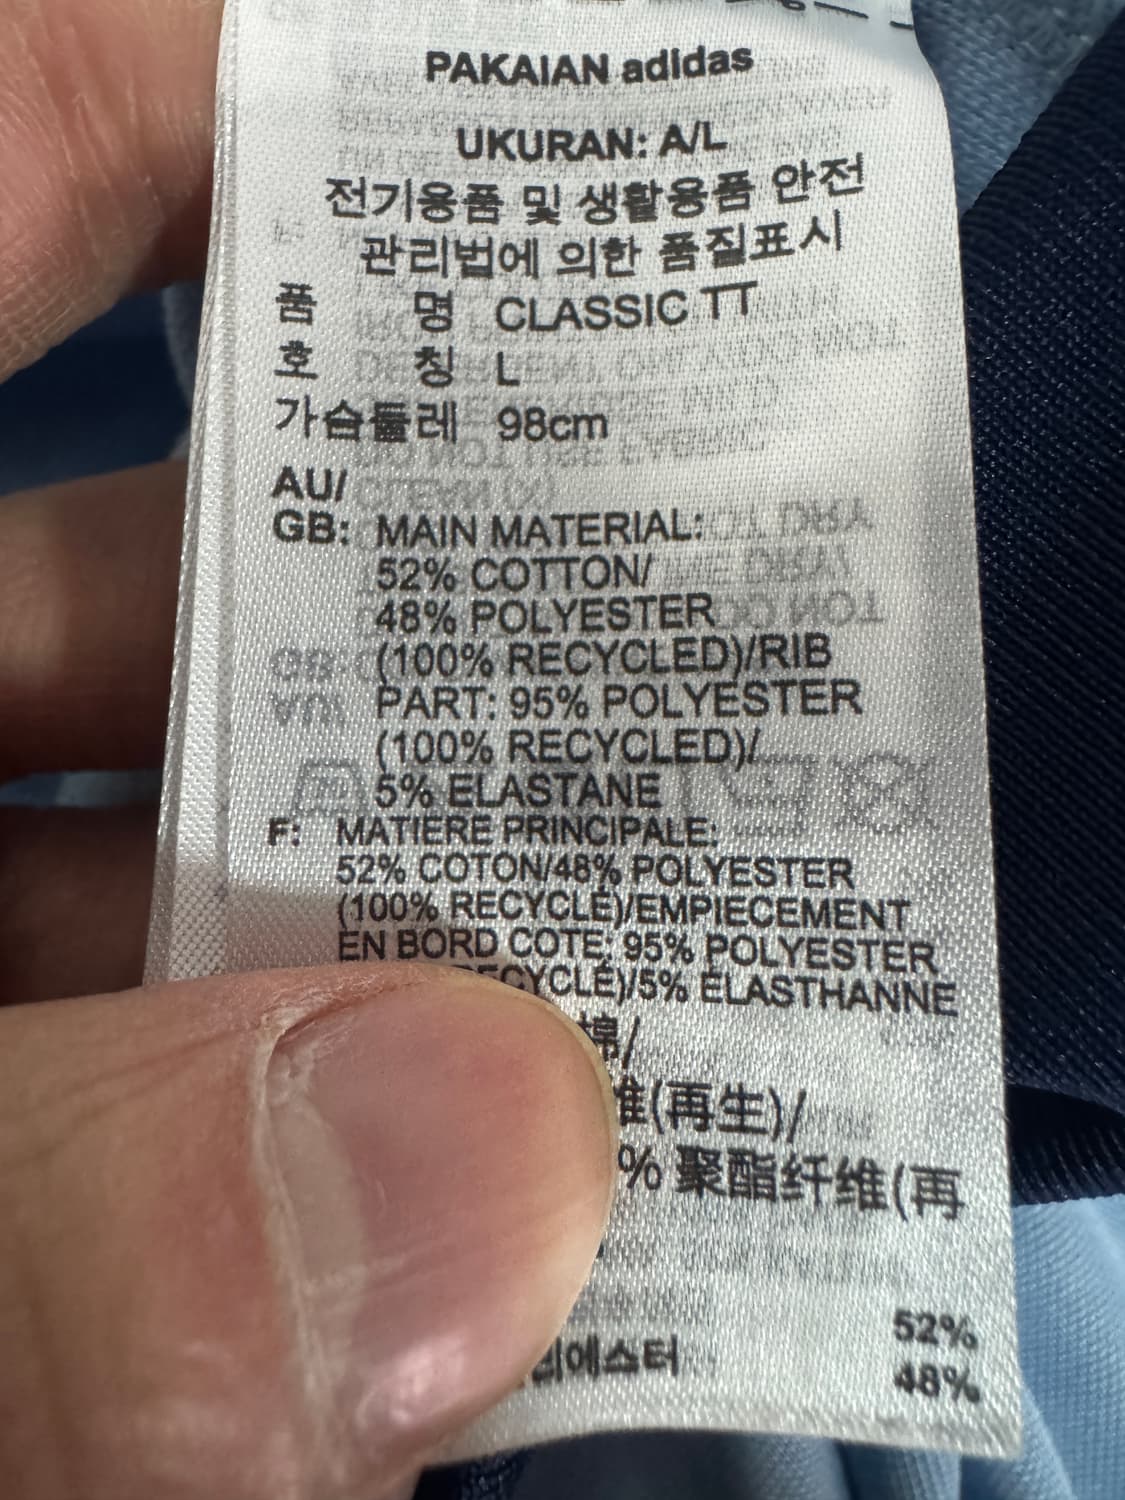 PAKAIAN adidas
UKURAN: A/L
전기용품 및 생활용품 안전
관리법에 의한 품질표시
품 명 CLASSIC TT
호 칭 L
가슴둘레 98cm
AU/
GB: MAIN MATERIAL:
52% COTTON/
48% POLYESTER
(100% RECYCLED)/RIB
PART: 95% POLYESTER
(100% RECYCLED)/
5% ELASTANE
F: MATIERE PRINCIPALE:
52% COTON/48% POLYESTER
(100% RECYCLÉ)/EMPIECEMENT
EN BORD COTE: 95% POLYESTER
RECYCLÉ)/5% ÉLASTHANNE
棉/
维(再生)/
% 聚酯纤维(再
52%
리에스터 48%